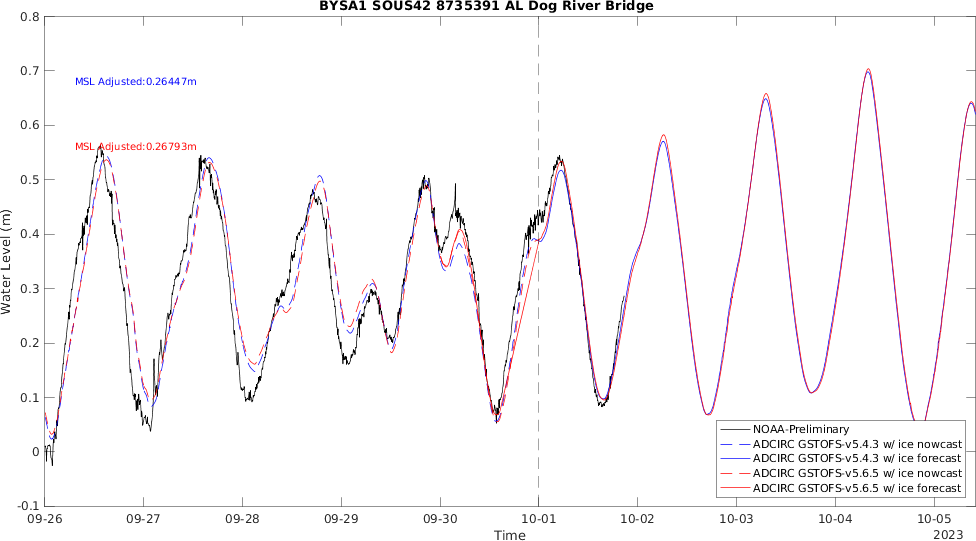 BYSA1 SOUS42 8735391 AL Dog River Bridge
0.8
0.7
0.6
0.5
0.4
0.3
0.2
0.1
0
-0.1
Water Level (m)
MSL Adjusted:0.26447m
MSL Adjusted:0.26793m
NOAA-Preliminary
ADCIRC GSTOFS-v5.4.3 w/ ice nowcast
ADCIRC GSTOFS-v5.4.3 w/ ice forecast
ADCIRC GSTOFS-v5.6.5 w/ ice nowcast
ADCIRC GSTOFS-v5.6.5 w/ ice forecast
09-26 09-27 09-28 09-29 09-30 10-01 10-02 10-03 10-04 10-05
Time
2023